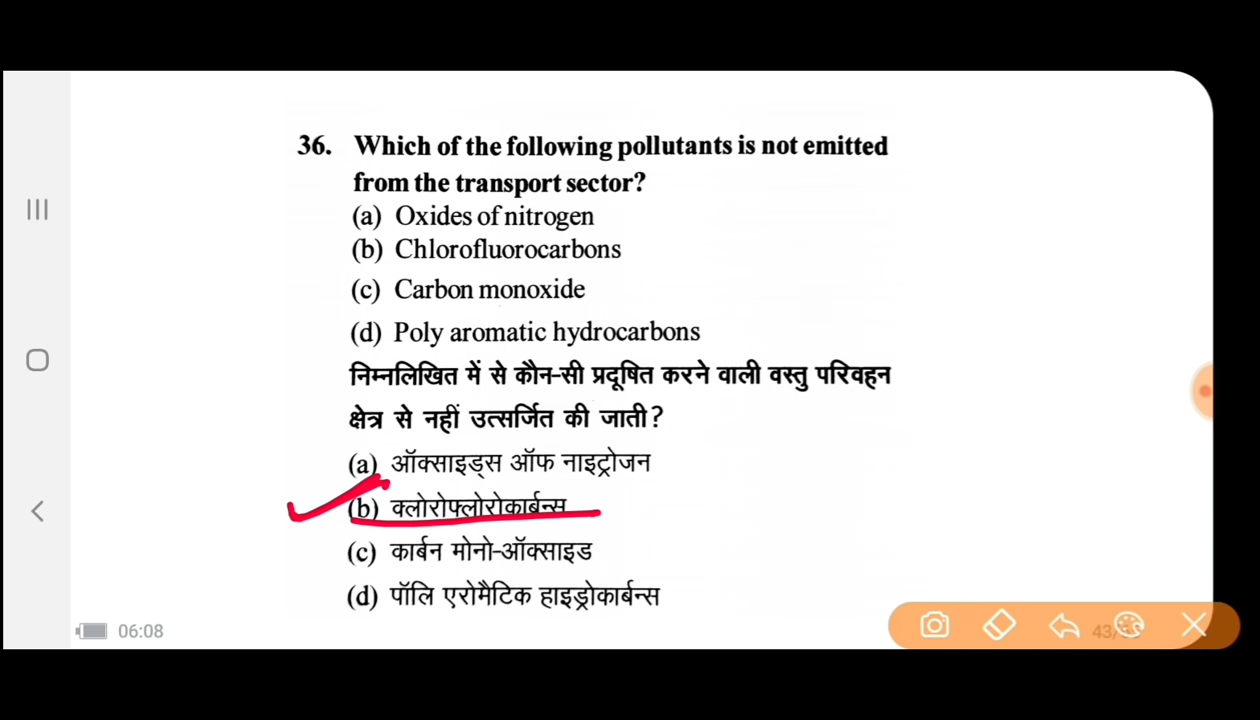 36. Which of the following pollutants is not emitted
from the transport sector?
(a) Oxides of nitrogen
(b) Chlorofluorocarbons
(c) Carbon monoxide
(d) Poly aromatic hydrocarbons
निम्नलिखित में से कौन-सी प्रदूषित करने वाली वस्तु परिवहन
क्षेत्र से नहीं उत्सर्जित की जाती?
(a) ऑक्साइड्स ऑफ नाइट्रोजन
(b) क्लोरोफ्लोरोकार्बन्स
(c) कार्बन मोनो-ऑक्साइड
(d) पॉलि एरोमैटिक हाइड्रोकार्बन्स
06:08